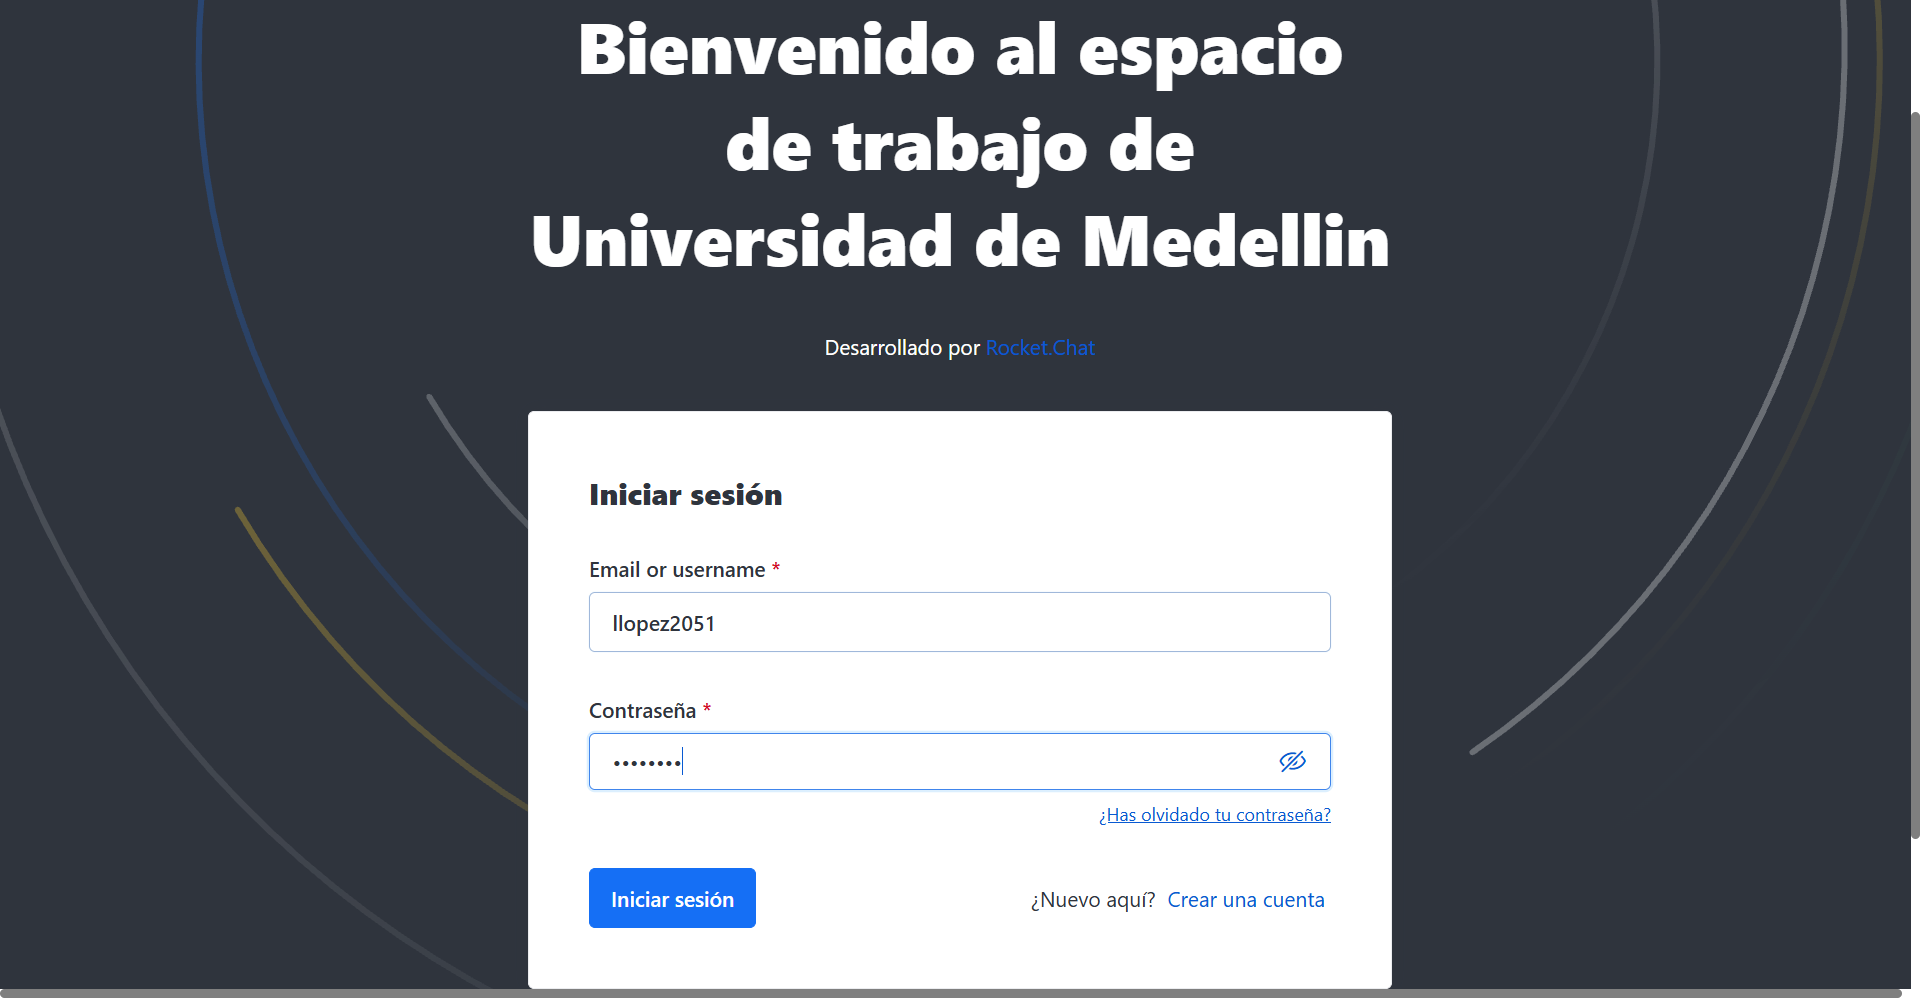 Bienvenido al espacio
de trabajo de
Universidad de Medellin
Desarrollado por Rocket.Chat
Iniciar sesión
Email or username *
llopez2051
Contraseña *
••••••••
¿Has olvidado tu contraseña?
Iniciar sesión
¿Nuevo aquí? Crear una cuenta